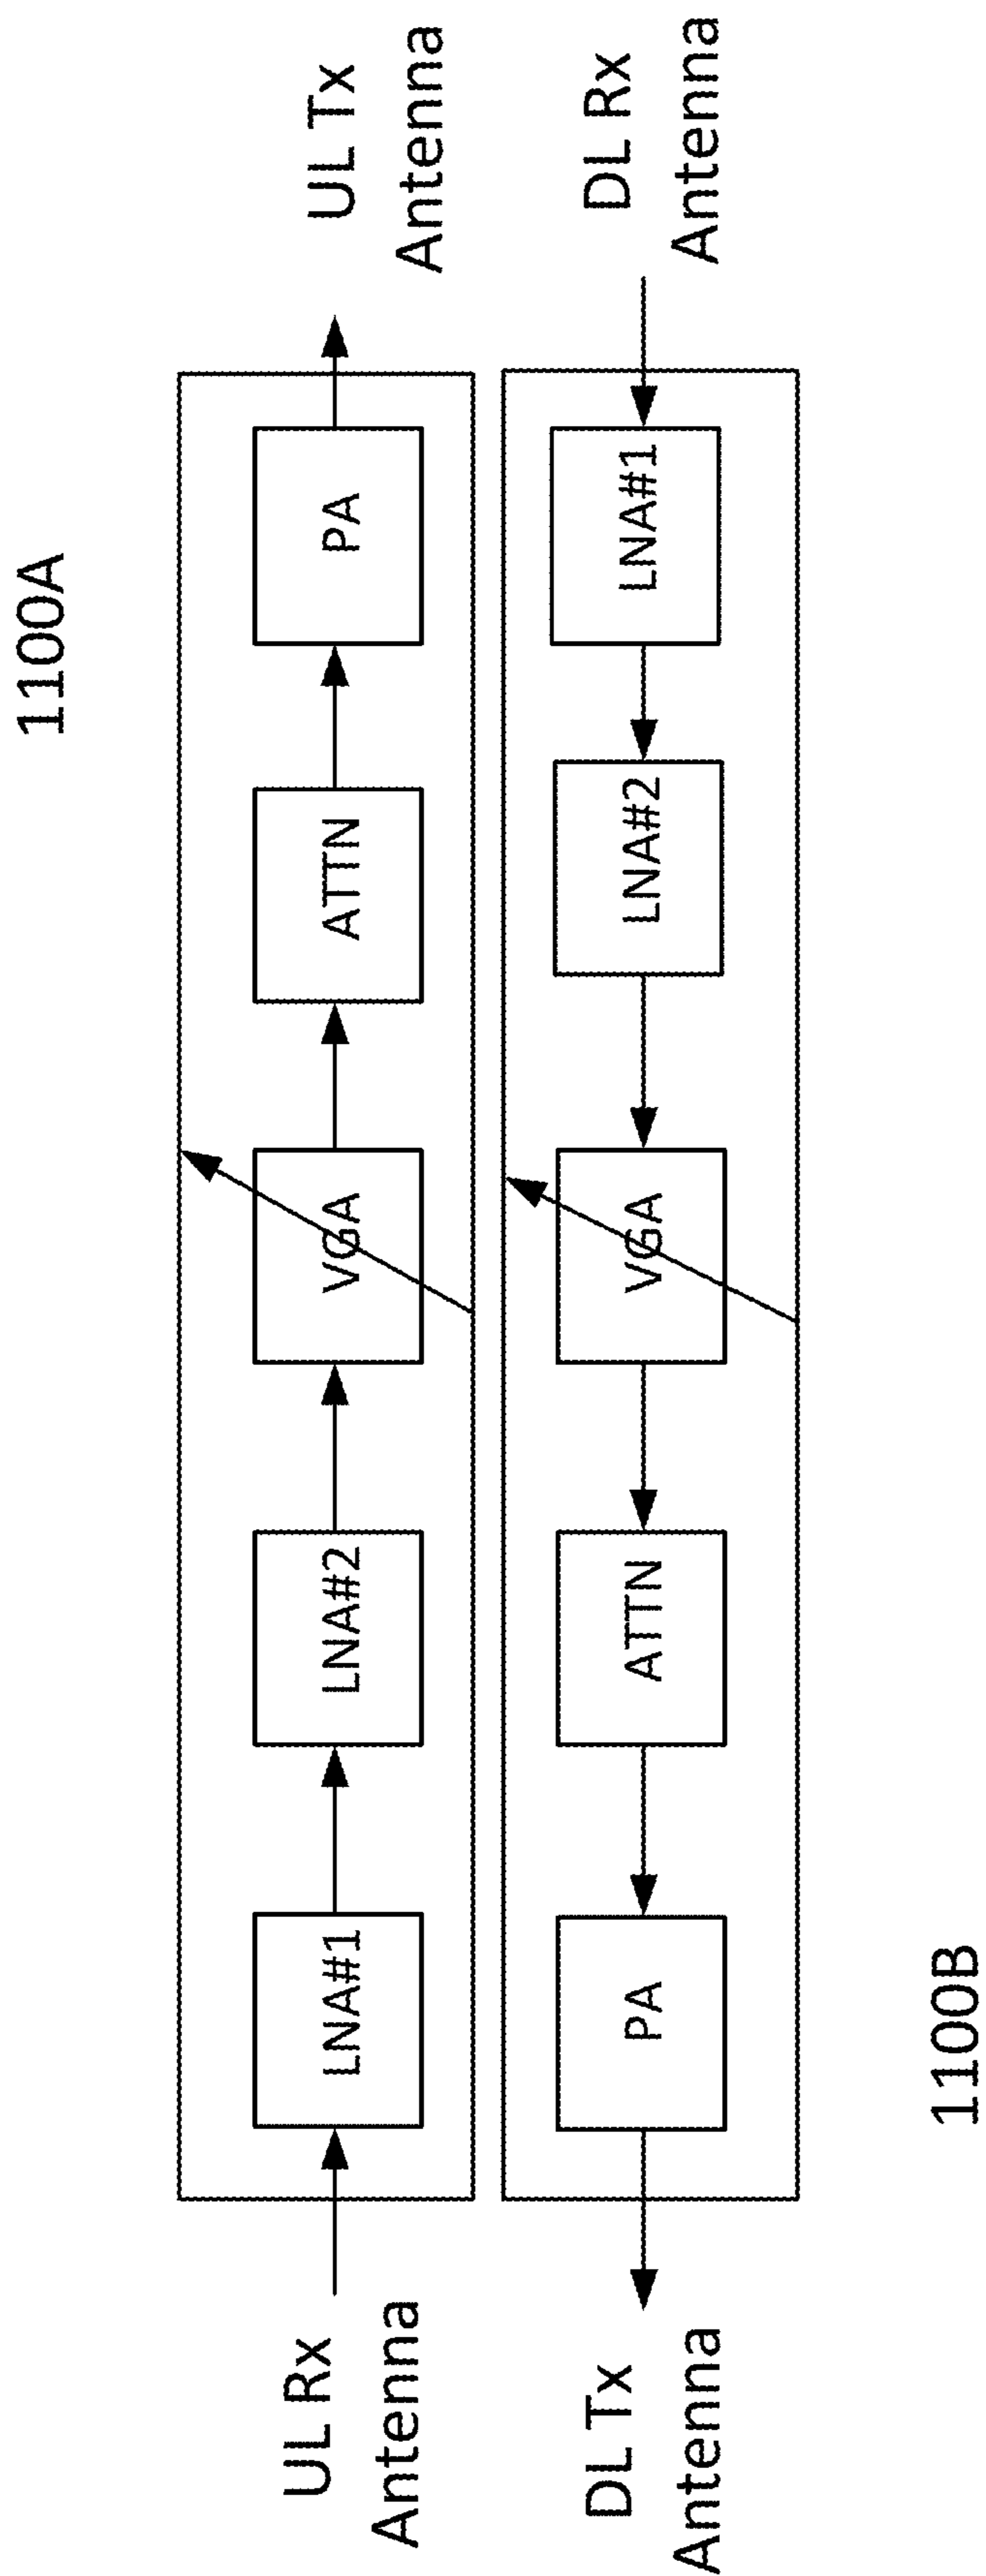 1100A
UL Rx
Antenna
LNA#1
LNA#2
VGA
ATTN
PA
UL Tx
Antenna
DL Tx
Antenna
PA
ATTN
VGA
LNA#2
LNA#1
DL Rx
Antenna
1100B